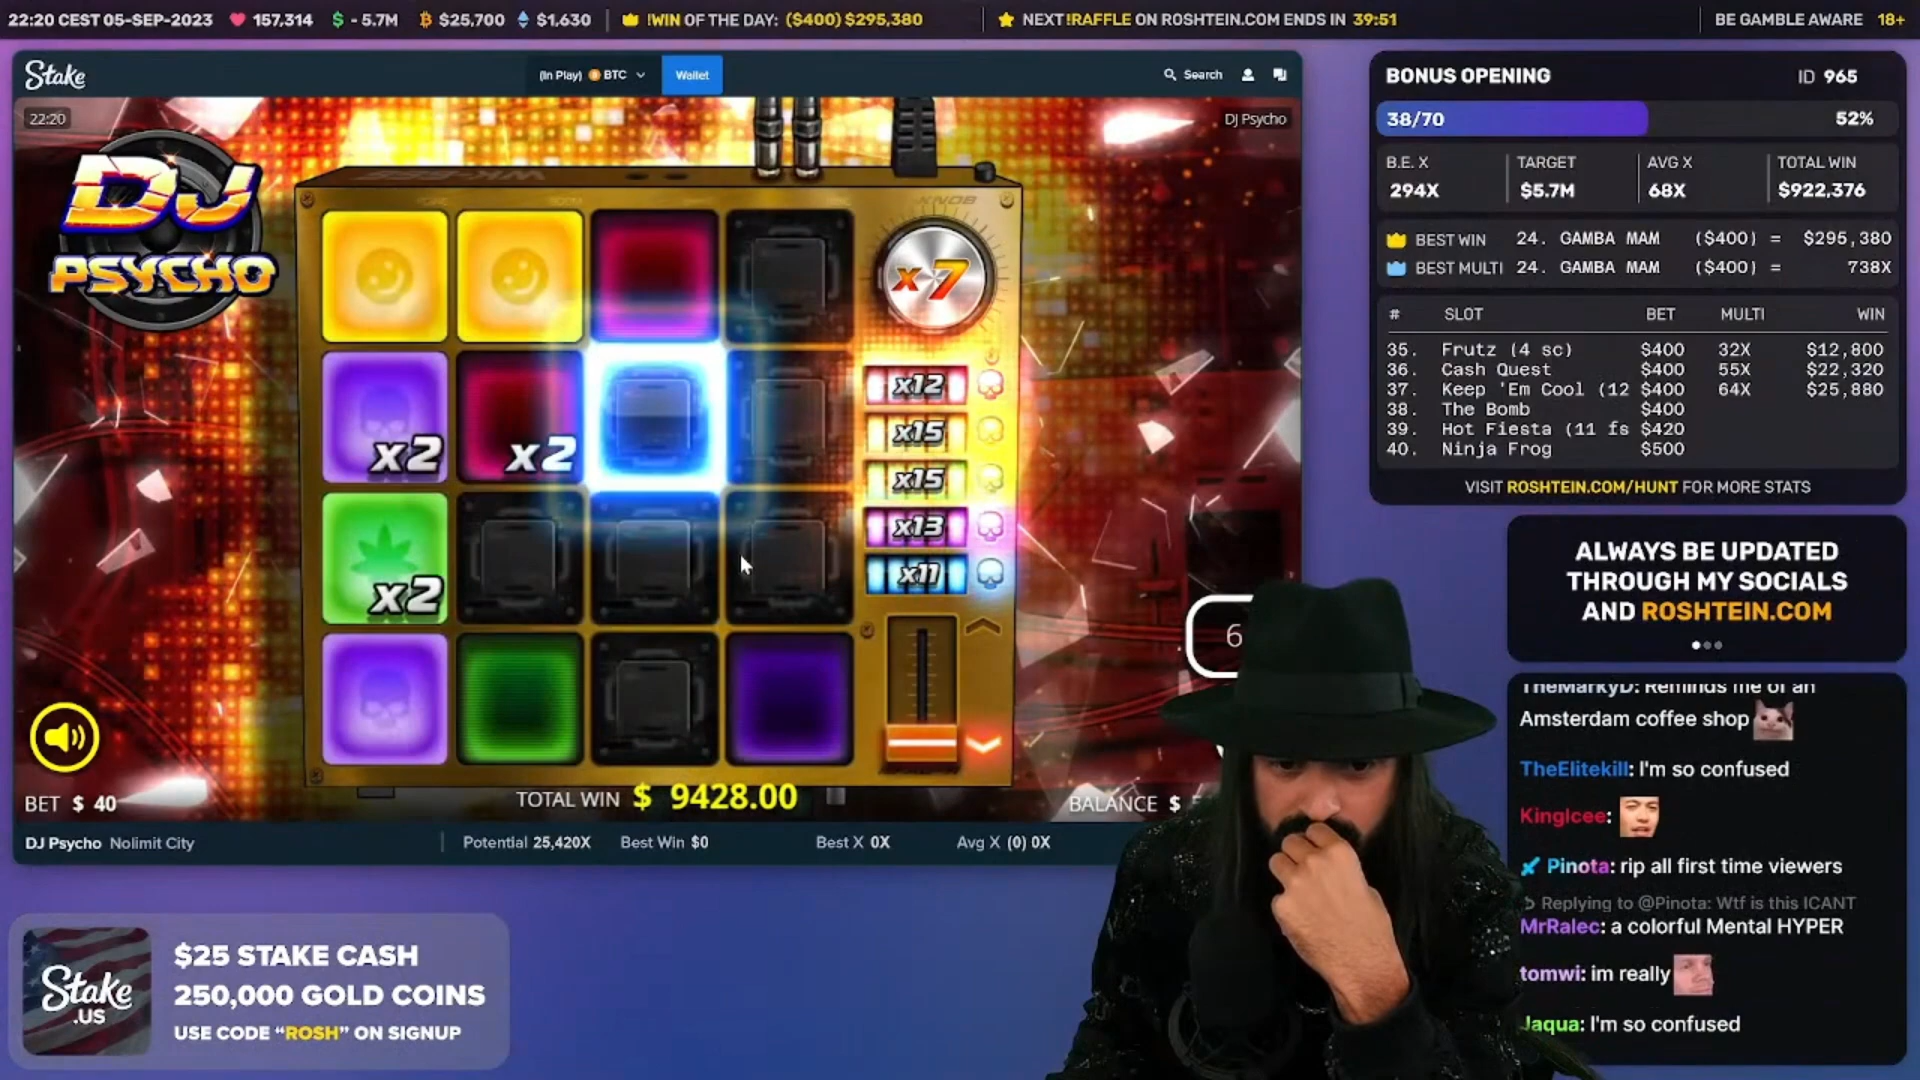 22:20 CEST 05-SEP-2023 157,314 $ - 5.7M $25,700 $1,630 !WIN OF THE DAY: ($400) $295,380 NEXT !RAFFLE ON ROSHTEIN.COM ENDS IN 39:51 BE GAMBLE AWARE 18+
Stake (In Play) BTC Wallet Search
22:20 DJ Psycho
DJ PSYCHO
KNOB
x7
x12
x15
x15
x13
x11
x2 x2
x2
6
BET $ 40 TOTAL WIN $ 9428.00 BALANCE $
DJ Psycho Nolimit City Potential 25,420X Best Win $0 Best X 0X Avg X (0) 0X
Stake .US
$25 STAKE CASH
250,000 GOLD COINS
USE CODE “ROSH” ON SIGNUP
BONUS OPENING ID 965
38/70 52%
B.E. X TARGET AVG X TOTAL WIN
294X $5.7M 68X $922,376
BEST WIN 24. GAMBA MAM ($400) = $295,380
BEST MULTI 24. GAMBA MAM ($400) = 738X
# SLOT BET MULTI WIN
35. Frutz (4 sc) $400 32X $12,800
36. Cash Quest $400 55X $22,320
37. Keep 'Em Cool (12 $400 64X $25,880
38. The Bomb $400
39. Hot Fiesta (11 fs $420
40. Ninja Frog $500
VISIT ROSHTEIN.COM/HUNT FOR MORE STATS
ALWAYS BE UPDATED
THROUGH MY SOCIALS
AND ROSHTEIN.COM
TheMarkyD: Reminds me of an
Amsterdam coffee shop
TheElitekill: I'm so confused
KingIcee:
Pinota: rip all first time viewers
Replying to @Pinota: Wtf is this ICANT
MrRalec: a colorful Mental HYPER
tomwi: im really
Jaqua: I'm so confused